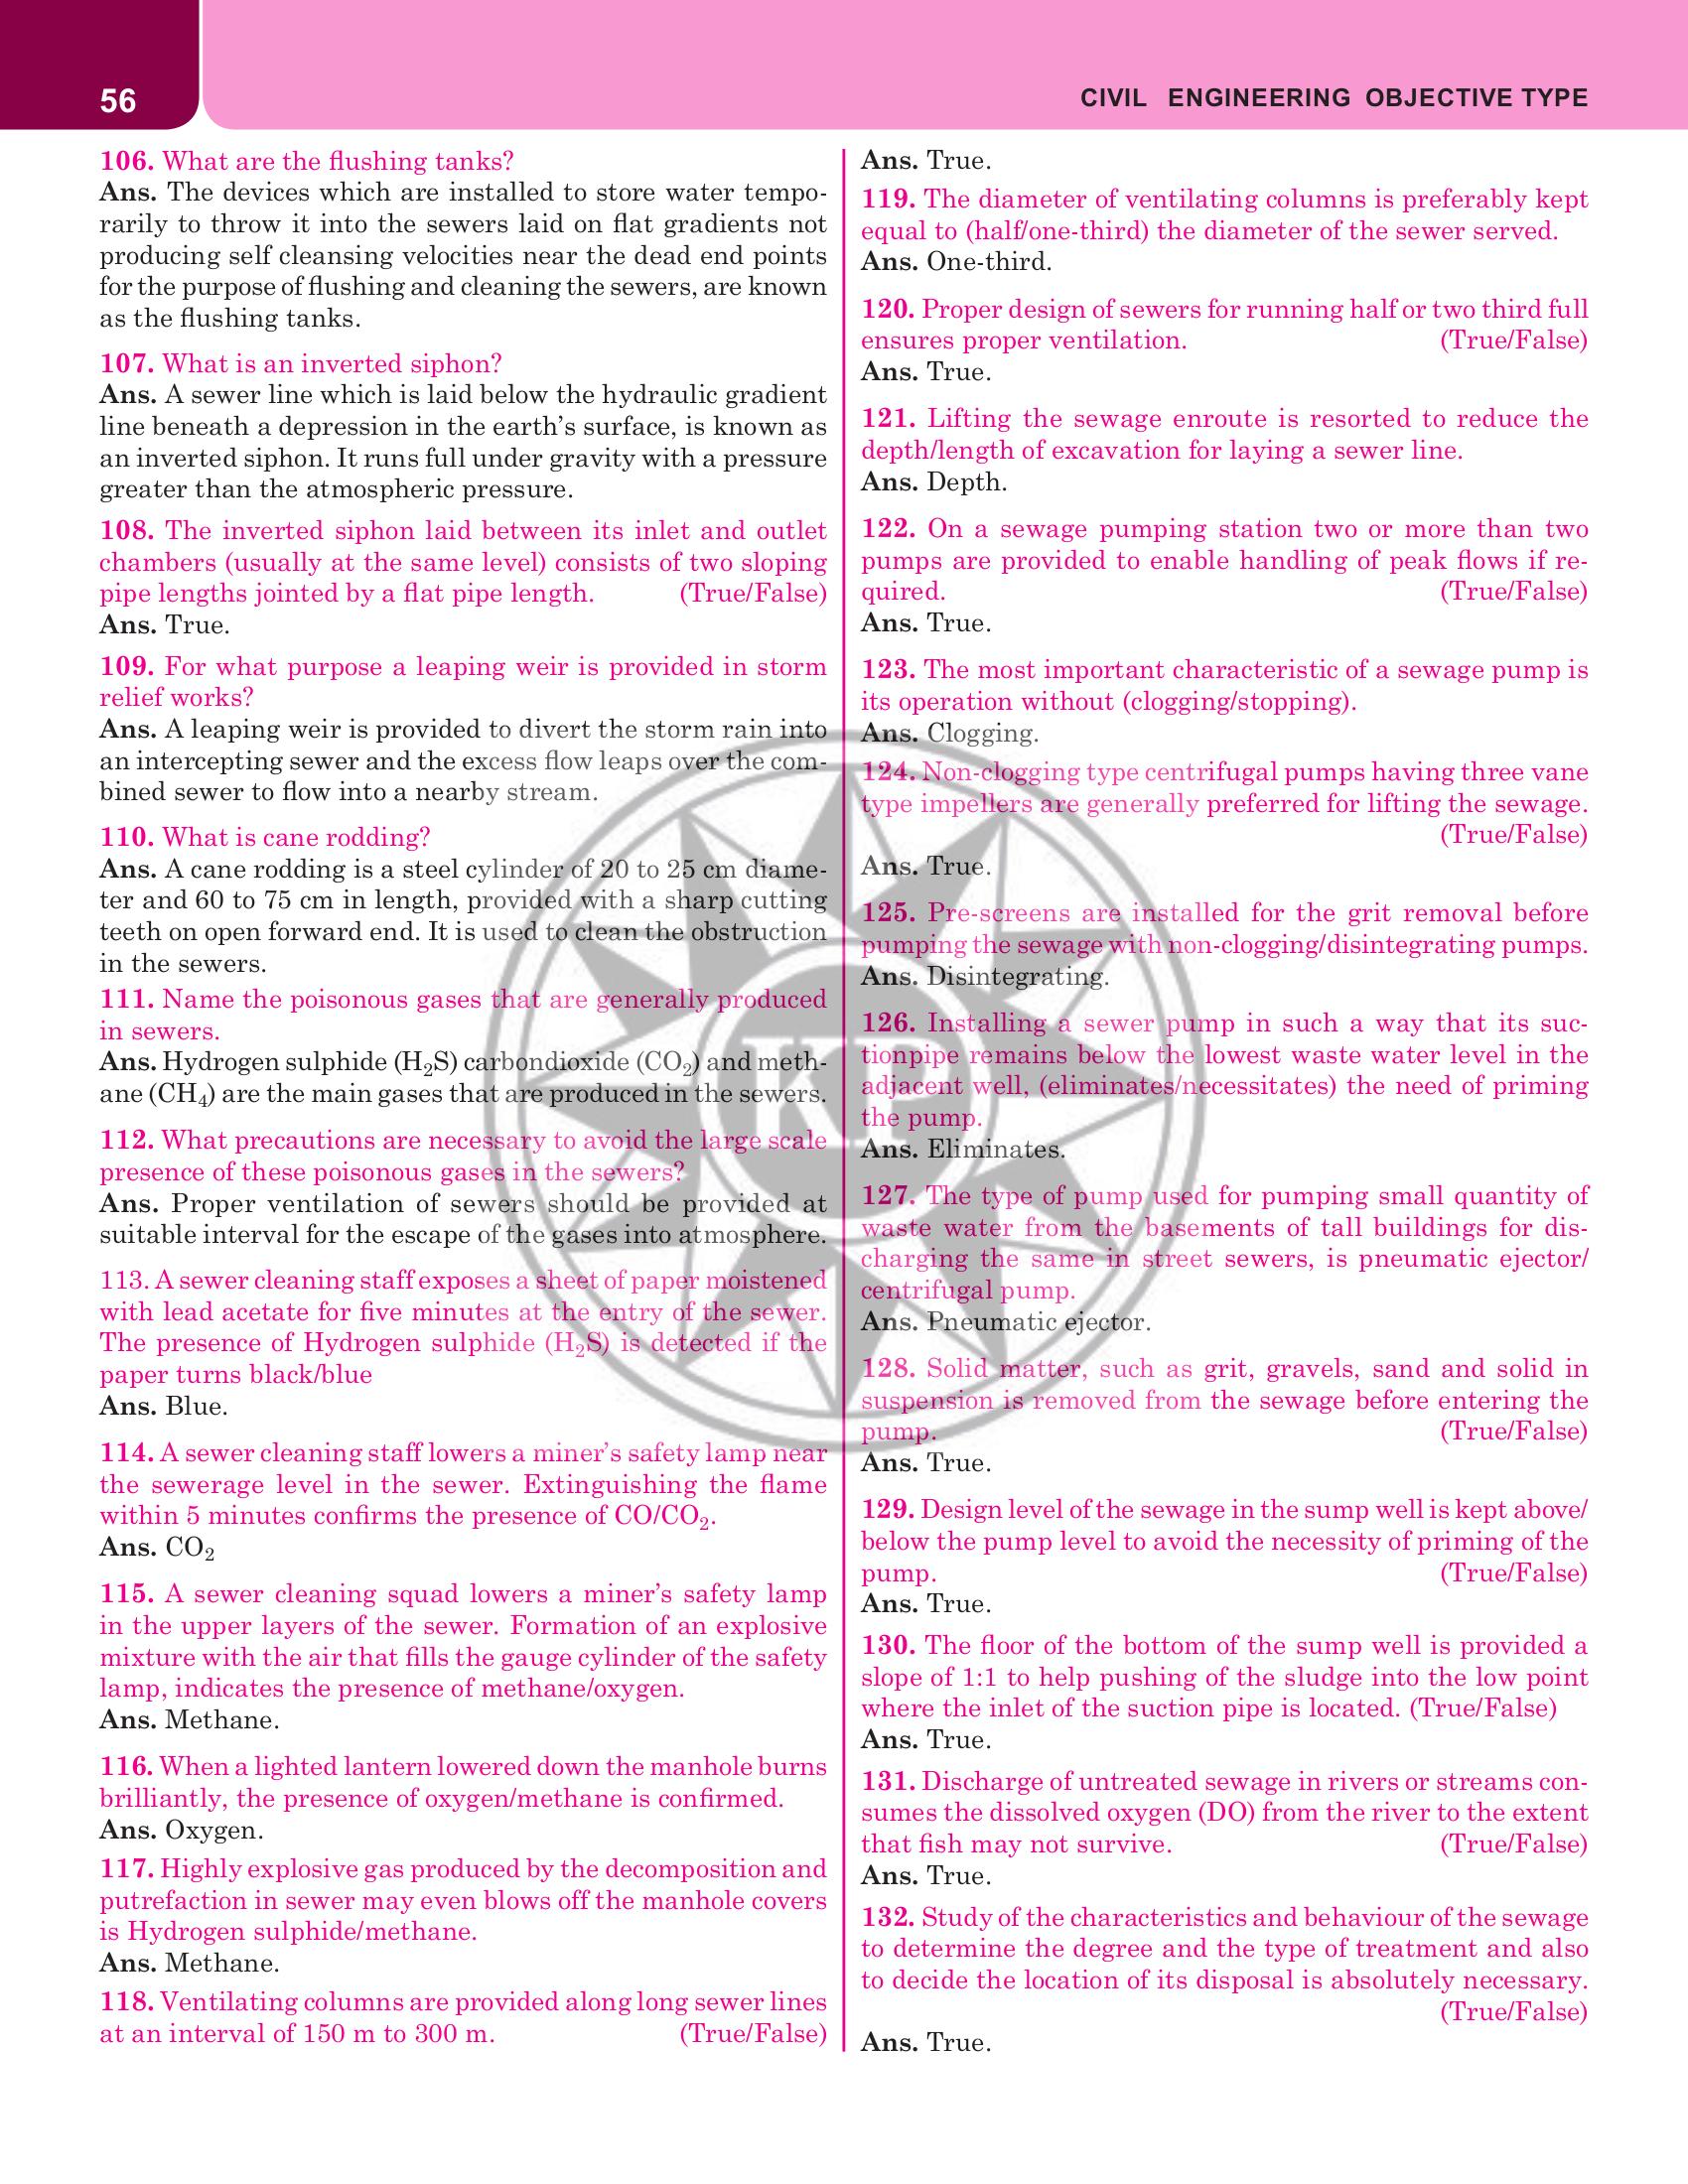 56
CIVIL ENGINEERING OBJECTIVE TYPE
106. What are the flushing tanks?
Ans. The devices which are installed to store water tempo-
rarily to throw it into the sewers laid on flat gradients not
producing self cleansing velocities near the dead end points
for the purpose of flushing and cleaning the sewers, are known
as the flushing tanks.
107. What is an inverted siphon?
Ans. A sewer line which is laid below the hydraulic gradient
line beneath a depression in the earth's surface, is known as
an inverted siphon. It runs full under gravity with a pressure
greater than the atmospheric pressure.
108. The inverted siphon laid between its inlet and outlet
chambers (usually at the same level) consists of two sloping
pipe lengths jointed by a flat pipe length. (True/False)
Ans. True.
109. For what purpose a leaping weir is provided in storm
relief works?
Ans. A leaping weir is provided to divert the storm rain into
an intercepting sewer and the excess flow leaps over the com-
bined sewer to flow into a nearby stream.
110. What is cane rodding?
Ans. A cane rodding is a steel cylinder of 20 to 25 cm diame-
ter and 60 to 75 cm in length, provided with a sharp cutting
teeth on open forward end. It is used to clean the obstruction
in the sewers.
111. Name the poisonous gases that are generally produced
in sewers.
Ans. Hydrogen sulphide (H₂S) carbondioxide (CO₂) and meth-
ane (CH₄) are the main gases that are produced in the sewers.
112. What precautions are necessary to avoid the large scale
presence of these poisonous gases in the sewers?
Ans. Proper ventilation of sewers should be provided at
suitable interval for the escape of the gases into atmosphere.
113. A sewer cleaning staff exposes a sheet of paper moistened
with lead acetate for five minutes at the entry of the sewer.
The presence of Hydrogen sulphide (H₂S) is detected if the
paper turns black/blue
Ans. Blue.
114. A sewer cleaning staff lowers a miner's safety lamp near
the sewerage level in the sewer. Extinguishing the flame
within 5 minutes confirms the presence of CO/CO₂.
Ans. CO₂
115. A sewer cleaning squad lowers a miner's safety lamp
in the upper layers of the sewer. Formation of an explosive
mixture with the air that fills the gauge cylinder of the safety
lamp, indicates the presence of methane/oxygen.
Ans. Methane.
116. When a lighted lantern lowered down the manhole burns
brilliantly, the presence of oxygen/methane is confirmed.
Ans. Oxygen.
117. Highly explosive gas produced by the decomposition and
putrefaction in sewer may even blows off the manhole covers
is Hydrogen sulphide/methane.
Ans. Methane.
118. Ventilating columns are provided along long sewer lines
at an interval of 150 m to 300 m. (True/False)
Ans. True.
119. The diameter of ventilating columns is preferably kept
equal to (half/one-third) the diameter of the sewer served.
Ans. One-third.
120. Proper design of sewers for running half or two third full
ensures proper ventilation. (True/False)
Ans. True.
121. Lifting the sewage enroute is resorted to reduce the
depth/length of excavation for laying a sewer line.
Ans. Depth.
122. On a sewage pumping station two or more than two
pumps are provided to enable handling of peak flows if re-
quired. (True/False)
Ans. True.
123. The most important characteristic of a sewage pump is
its operation without (clogging/stopping).
Ans. Clogging.
124. Non-clogging type centrifugal pumps having three vane
type impellers are generally preferred for lifting the sewage.
(True/False)
Ans. True.
125. Pre-screens are installed for the grit removal before
pumping the sewage with non-clogging/disintegrating pumps.
Ans. Disintegrating.
126. Installing a sewer pump in such a way that its suc-
tionpipe remains below the lowest waste water level in the
adjacent well, (eliminates/necessitates) the need of priming
the pump.
Ans. Eliminates.
127. The type of pump used for pumping small quantity of
waste water from the basements of tall buildings for dis-
charging the same in street sewers, is pneumatic ejector/
centrifugal pump.
Ans. Pneumatic ejector.
128. Solid matter, such as grit, gravels, sand and solid in
suspension is removed from the sewage before entering the
pump. (True/False)
Ans. True.
129. Design level of the sewage in the sump well is kept above/
below the pump level to avoid the necessity of priming of the
pump. (True/False)
Ans. True.
130. The floor of the bottom of the sump well is provided a
slope of 1:1 to help pushing of the sludge into the low point
where the inlet of the suction pipe is located. (True/False)
Ans. True.
131. Discharge of untreated sewage in rivers or streams con-
sumes the dissolved oxygen (DO) from the river to the extent
that fish may not survive. (True/False)
Ans. True.
132. Study of the characteristics and behaviour of the sewage
to determine the degree and the type of treatment and also
to decide the location of its disposal is absolutely necessary.
(True/False)
Ans. True.
KP